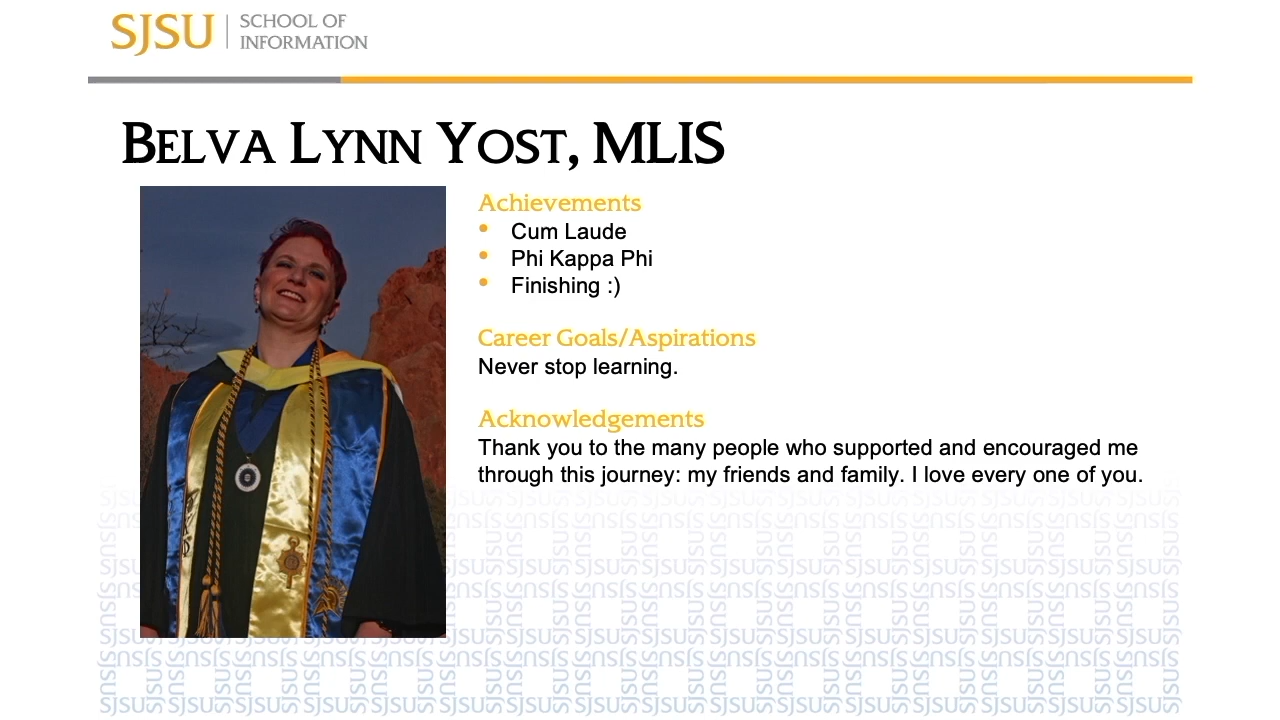 SJSU
SCHOOL OF
INFORMATION
BELVA LYNN YOST, MLIS
Achievements
• Cum Laude
• Phi Kappa Phi
• Finishing :)
Career Goals/Aspirations
Never stop learning.
Acknowledgements
Thank you to the many people who supported and encouraged me
through this journey: my friends and family. I love every one of you.